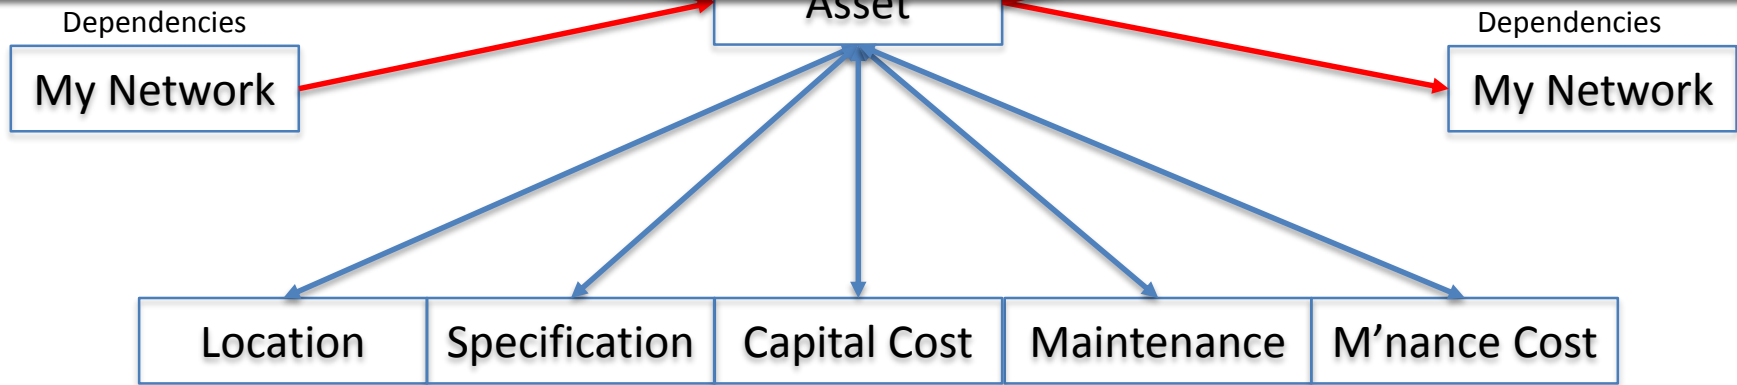 Asset
Dependencies
Dependencies
My Network
My Network
Location
Specification
Capital Cost
Maintenance
M’nance Cost